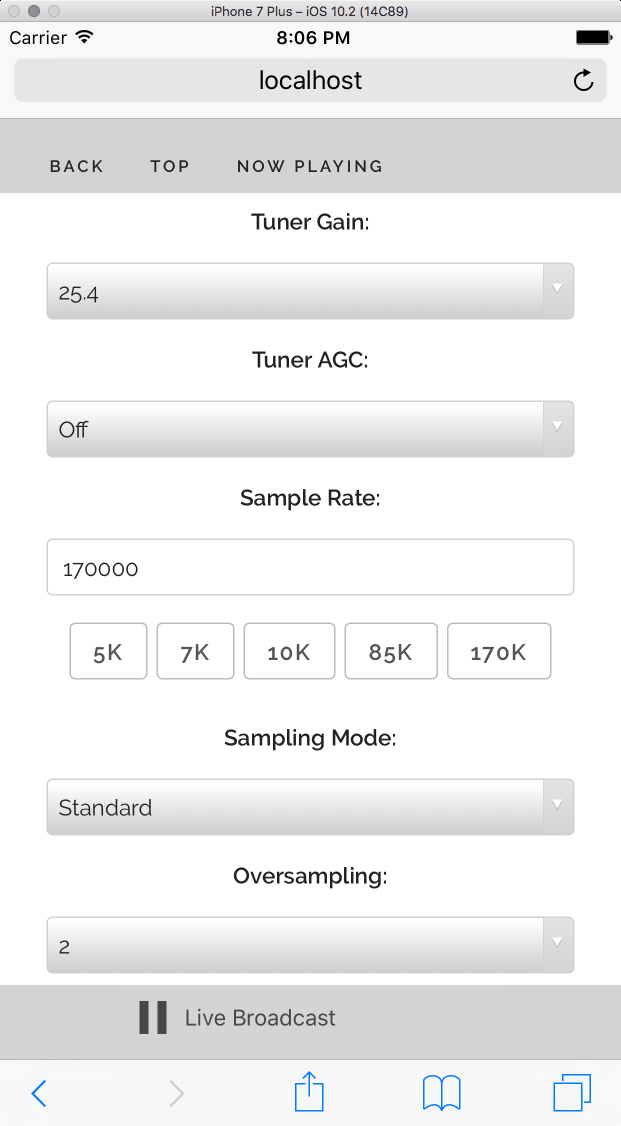 iPhone 7 Plus – iOS 10.2 (14C89)
Carrier 8:06 PM
localhost
BACK TOP NOW PLAYING
Tuner Gain:
25.4
Tuner AGC:
Off
Sample Rate:
170000
5K 7K 10K 85K 170K
Sampling Mode:
Standard
Oversampling:
2
Live Broadcast